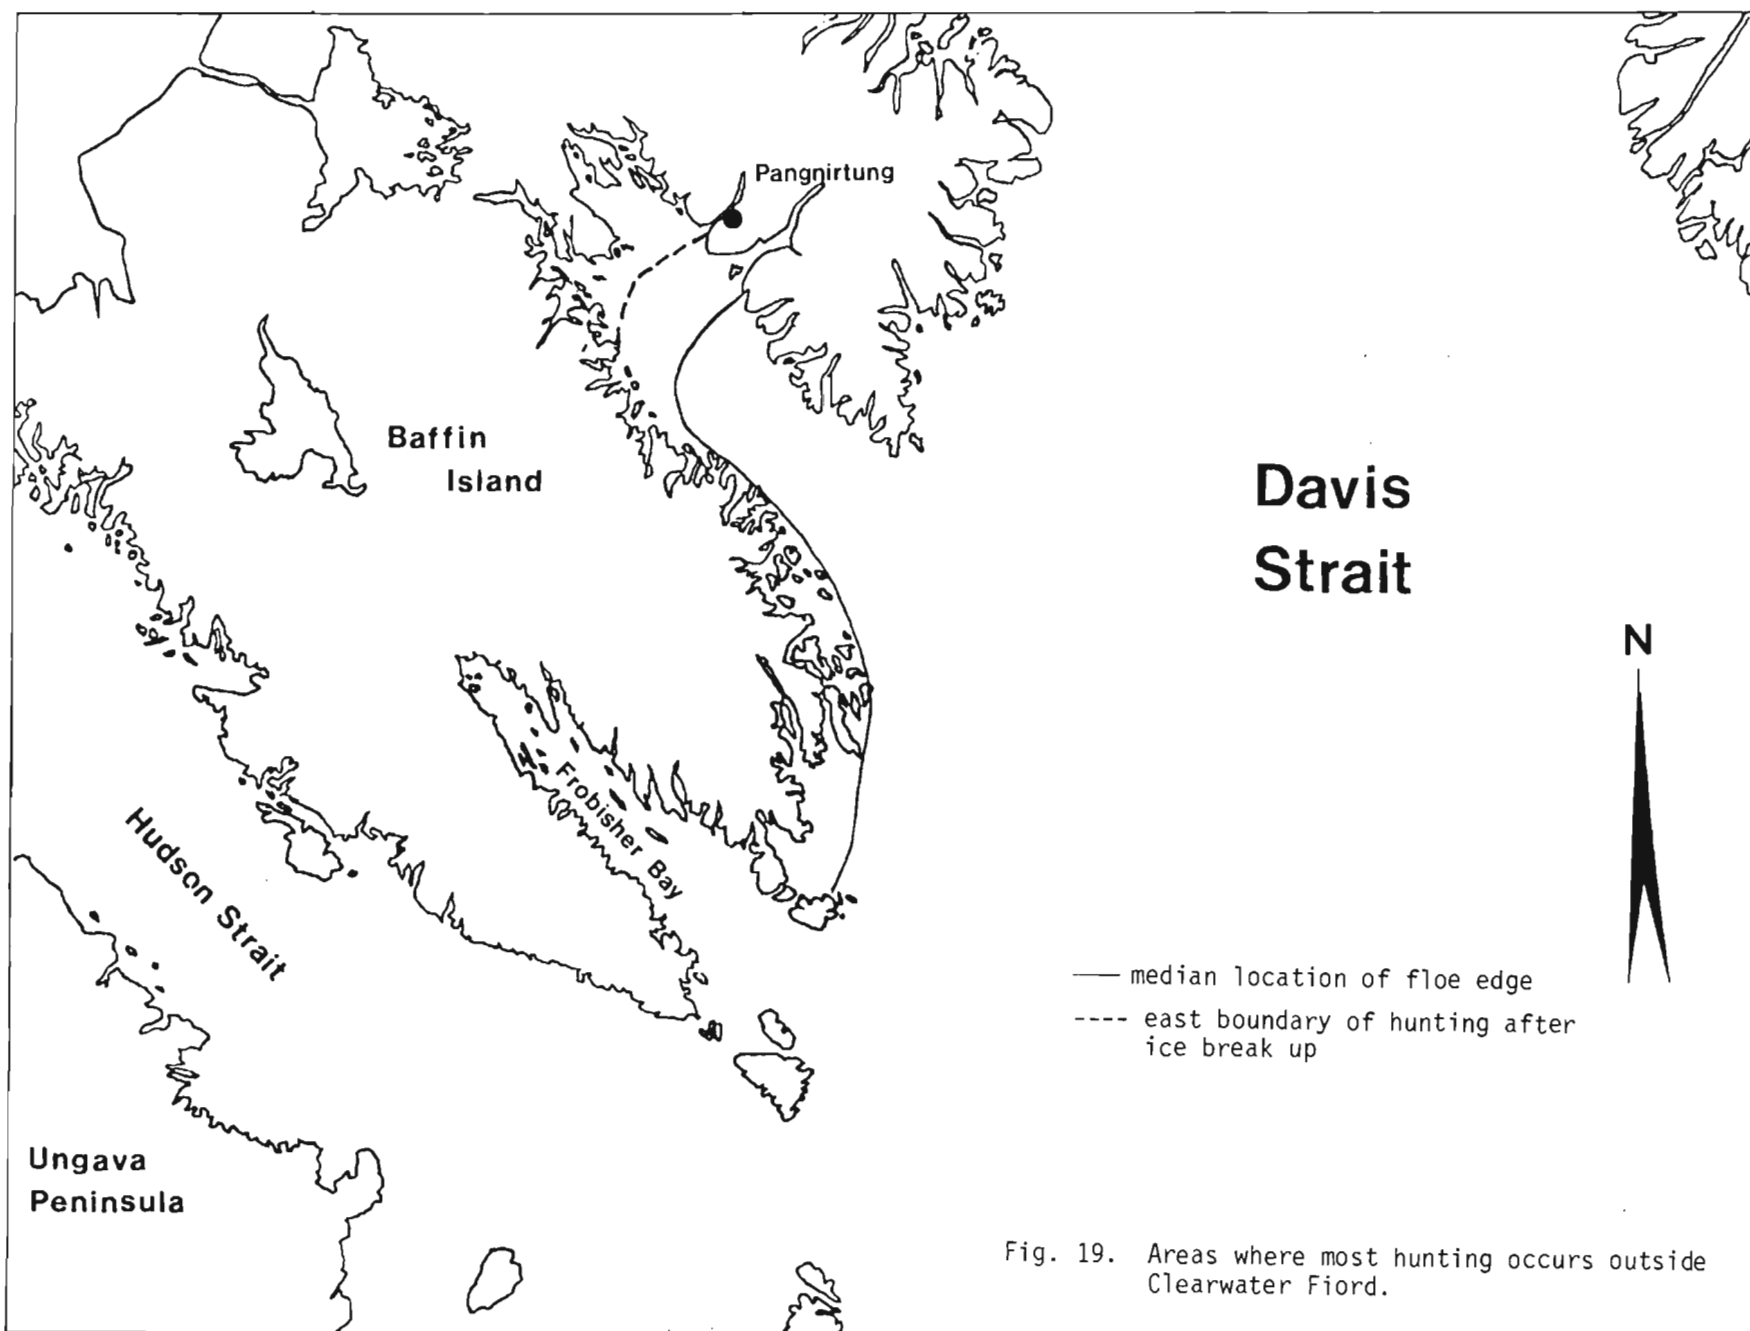 Pangnirtung
Baffin
Island
Davis
Strait
N
Frobisher Bay
Hudson Strait
median location of floe edge
east boundary of hunting after
ice break up
Ungava
Peninsula
Fig. 19. Areas where most hunting occurs outside
Clearwater Fiord.